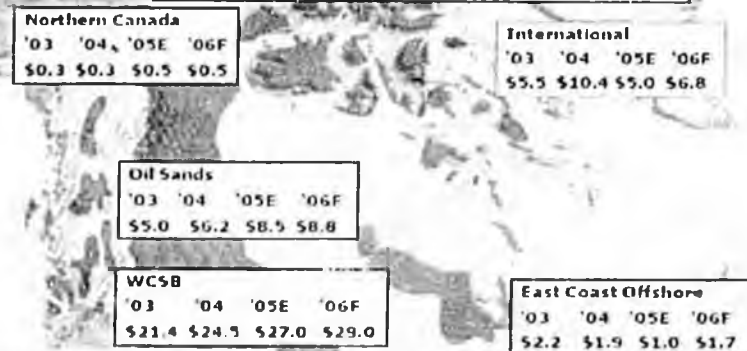 Northern Canada
'03 '04 '05E '06F
$0.3 $0.3 $0.5 $0.5
International
'03 '04 '05E '06F
$5.5 $10.4 $5.0 $6.8
Oil Sands
'03 '04 '05E '06F
$5.0 $6.2 $8.5 $8.8
WCSB
'03 '04 '05E '06F
$21.4 $24.5 $27.0 $29.0
East Coast Offshore
'03 '04 '05E '06F
$2.2 $1.9 $1.0 $1.7